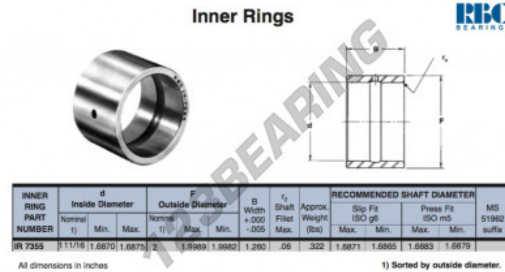 Inner Rings
RBC
BEARINGS
B
r₂
d
F
123BEARING
INNER RING PART NUMBER
d Inside Diameter
F Outside Diameter
B Width +.000 -.005
r₂ Shaft Fillet Max.
Approx. Weight (lbs)
RECOMMENDED SHAFT DIAMETER
Slip Fit ISO g6
Press Fit ISO m5
MS 51962 suffix
Nominal 1) Min. Max. Nominal 1) Max. Min. Max. Min. Max. Min.
IR 7355 1 11/16 1.6870 1.6875 1.9989 1.9982 1.260 .06 .322 1.6871 1.6865 1.6883 1.6879
All dimensions in inches
1) Sorted by outside diameter.